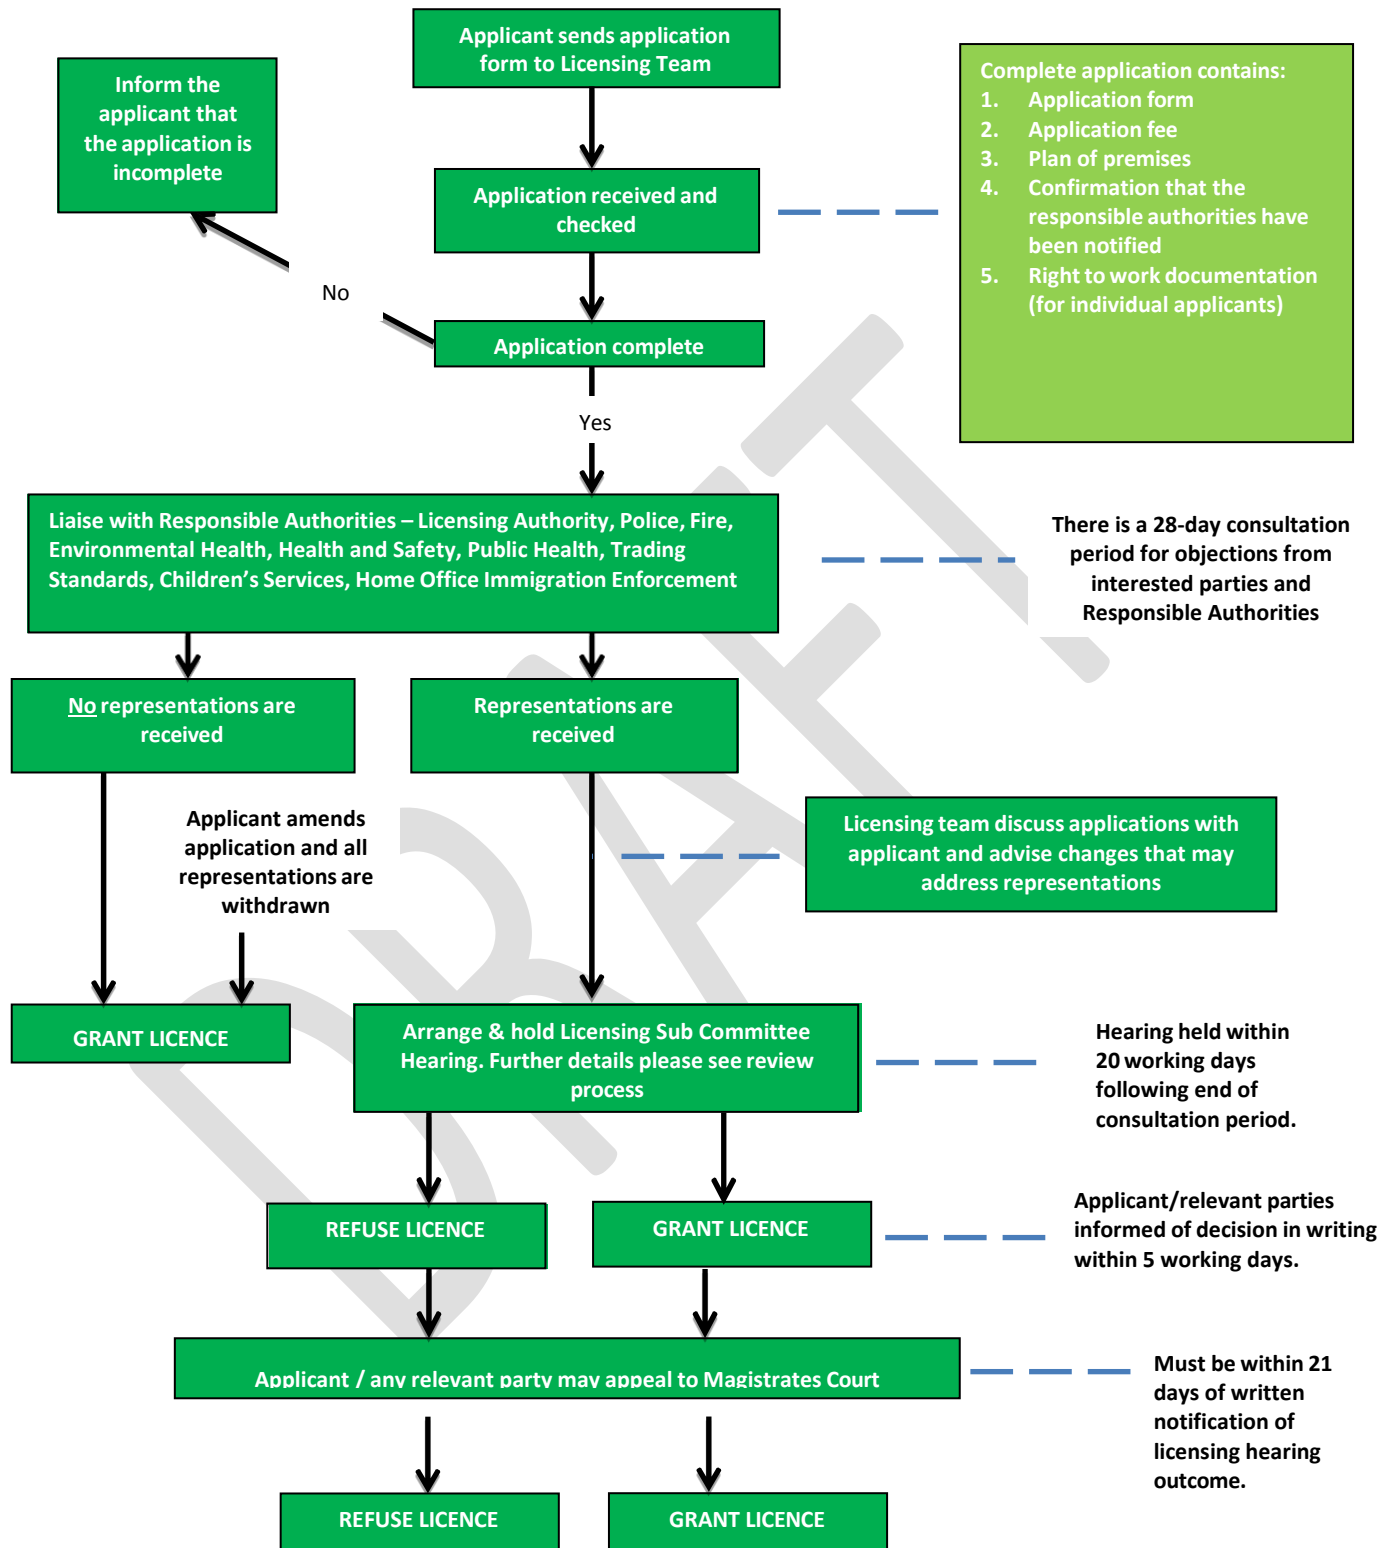 Applicant sends application
form to Licensing Team
Inform the
applicant that
the application is
incomplete
Complete application contains:
1. Application form
2. Application fee
3. Plan of premises
4. Confirmation that the
responsible authorities have
been notified
5. Right to work documentation
(for individual applicants)
Application received and
checked
No
Application complete
Yes
Liaise with Responsible Authorities – Licensing Authority, Police, Fire,
Environmental Health, Health and Safety, Public Health, Trading
Standards, Children’s Services, Home Office Immigration Enforcement
There is a 28-day consultation
period for objections from
interested parties and
Responsible Authorities
No representations are
received
Representations are
received
Applicant amends
application and all
representations are
withdrawn
Licensing team discuss applications with
applicant and advise changes that may
address representations
GRANT LICENCE
Arrange & hold Licensing Sub Committee
Hearing. Further details please see review
process
Hearing held within
20 working days
following end of
consultation period.
REFUSE LICENCE
GRANT LICENCE
Applicant/relevant parties
informed of decision in writing
within 5 working days.
Applicant / any relevant party may appeal to Magistrates Court
Must be within 21
days of written
notification of
licensing hearing
outcome.
REFUSE LICENCE
GRANT LICENCE
DRAFT